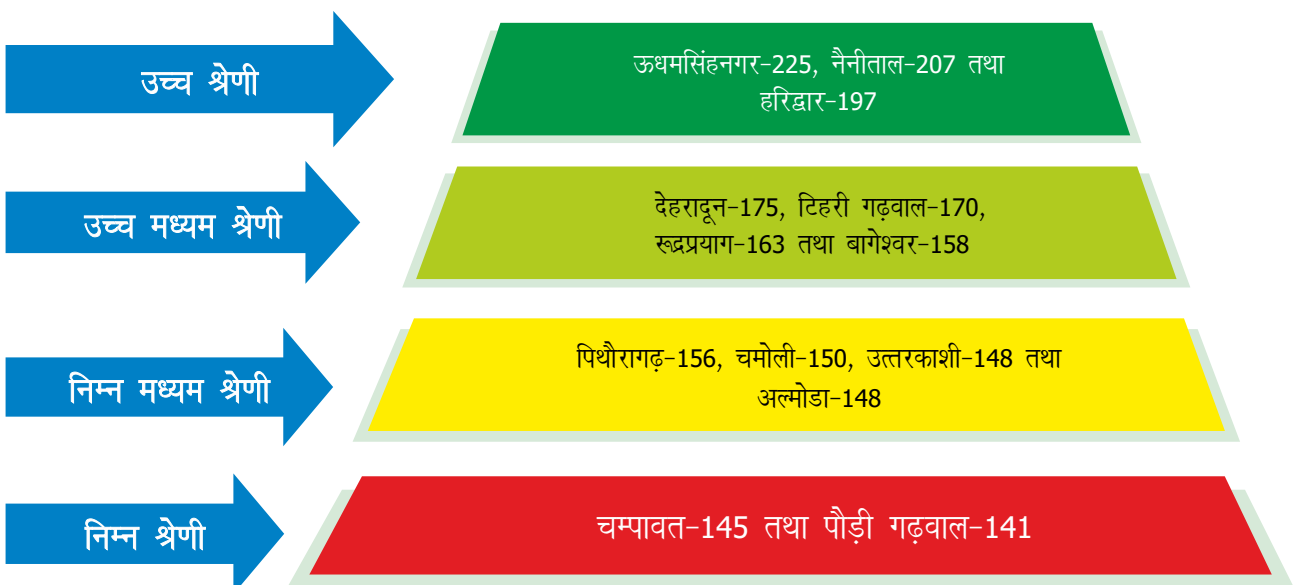 उच्च श्रेणी
ऊधमसिंहनगर-225, नैनीताल-207 तथा
हरिद्वार-197
उच्च मध्यम श्रेणी
देहरादून-175, टिहरी गढ़वाल-170,
रूद्रप्रयाग-163 तथा बागेश्वर-158
निम्न मध्यम श्रेणी
पिथौरागढ़-156, चमोली-150, उत्तरकाशी-148 तथा
अल्मोडा-148
निम्न श्रेणी
चम्पावत-145 तथा पौड़ी गढ़वाल-141